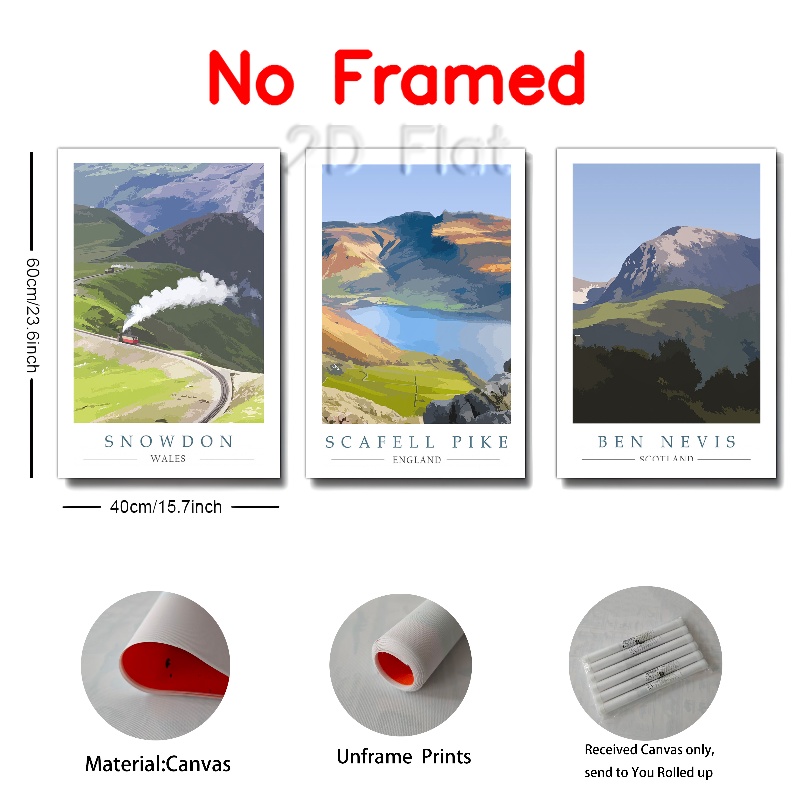 No Framed
2D Flat
60cm/23.6inch
SNOWDON
WALES
SCAFELL PIKE
ENGLAND
BEN NEVIS
SCOTLAND
40cm/15.7inch
Material:Canvas
Unframe Prints
Received Canvas only,
send to You Rolled up